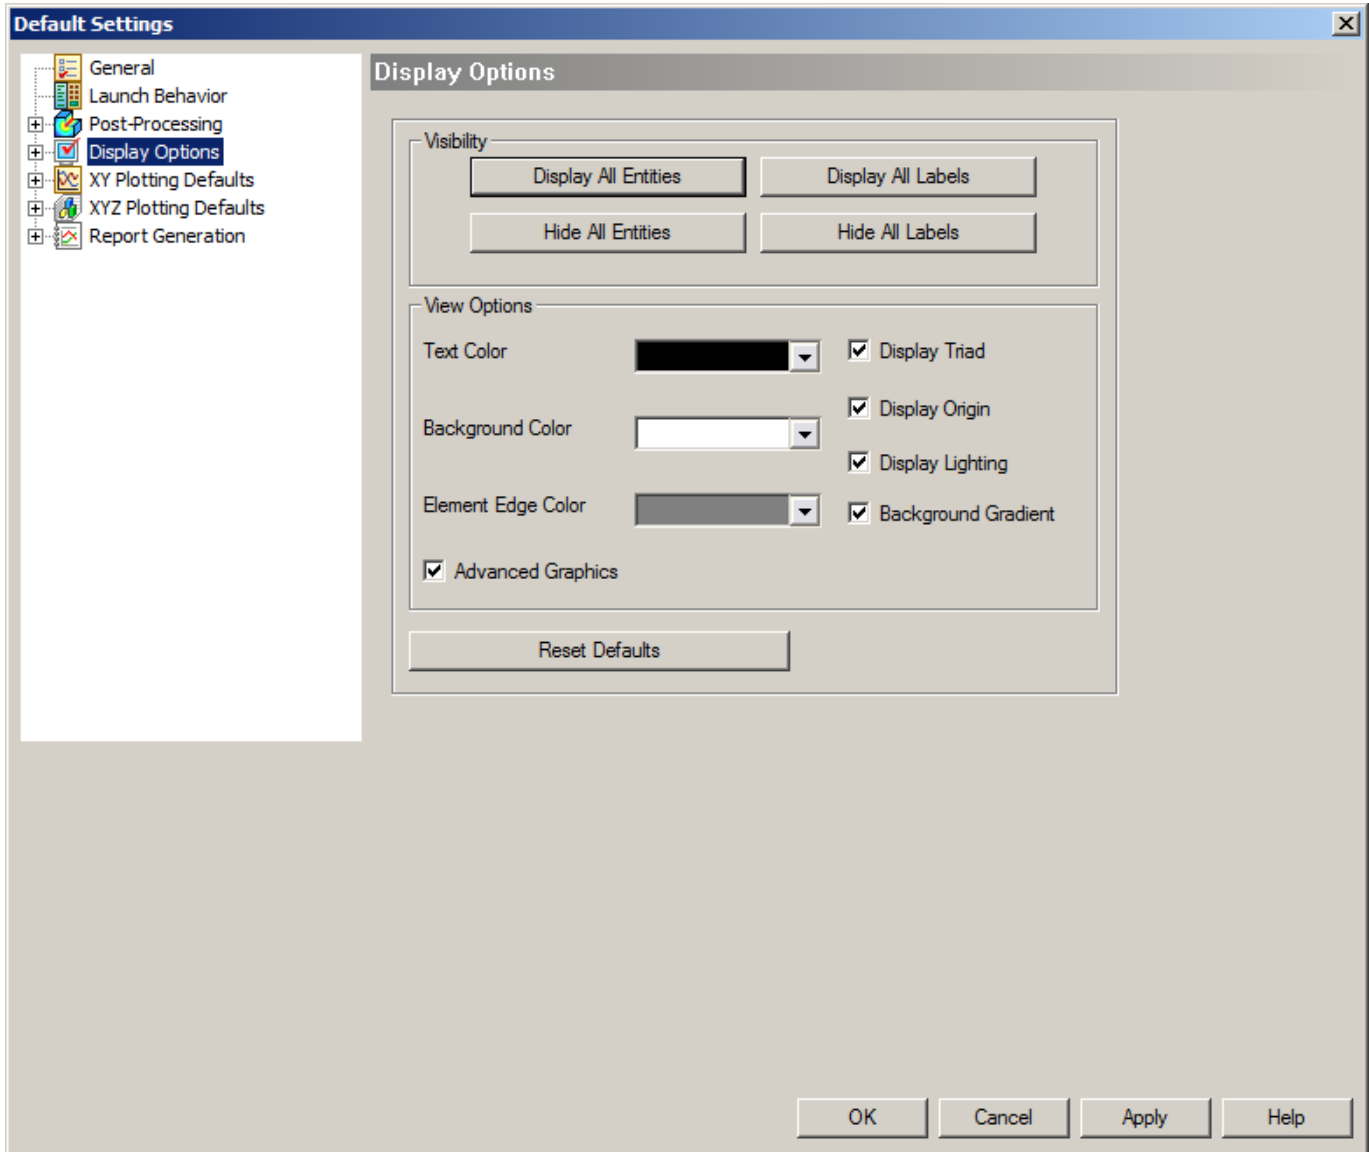 Default Settings
General
Launch Behavior
Post-Processing
Display Options
XY Plotting Defaults
XYZ Plotting Defaults
Report Generation
Display Options
Visibility
Display All Entities
Display All Labels
Hide All Entities
Hide All Labels
View Options
Text Color
Display Triad
Display Origin
Background Color
Display Lighting
Element Edge Color
Background Gradient
Advanced Graphics
Reset Defaults
OK
Cancel
Apply
Help